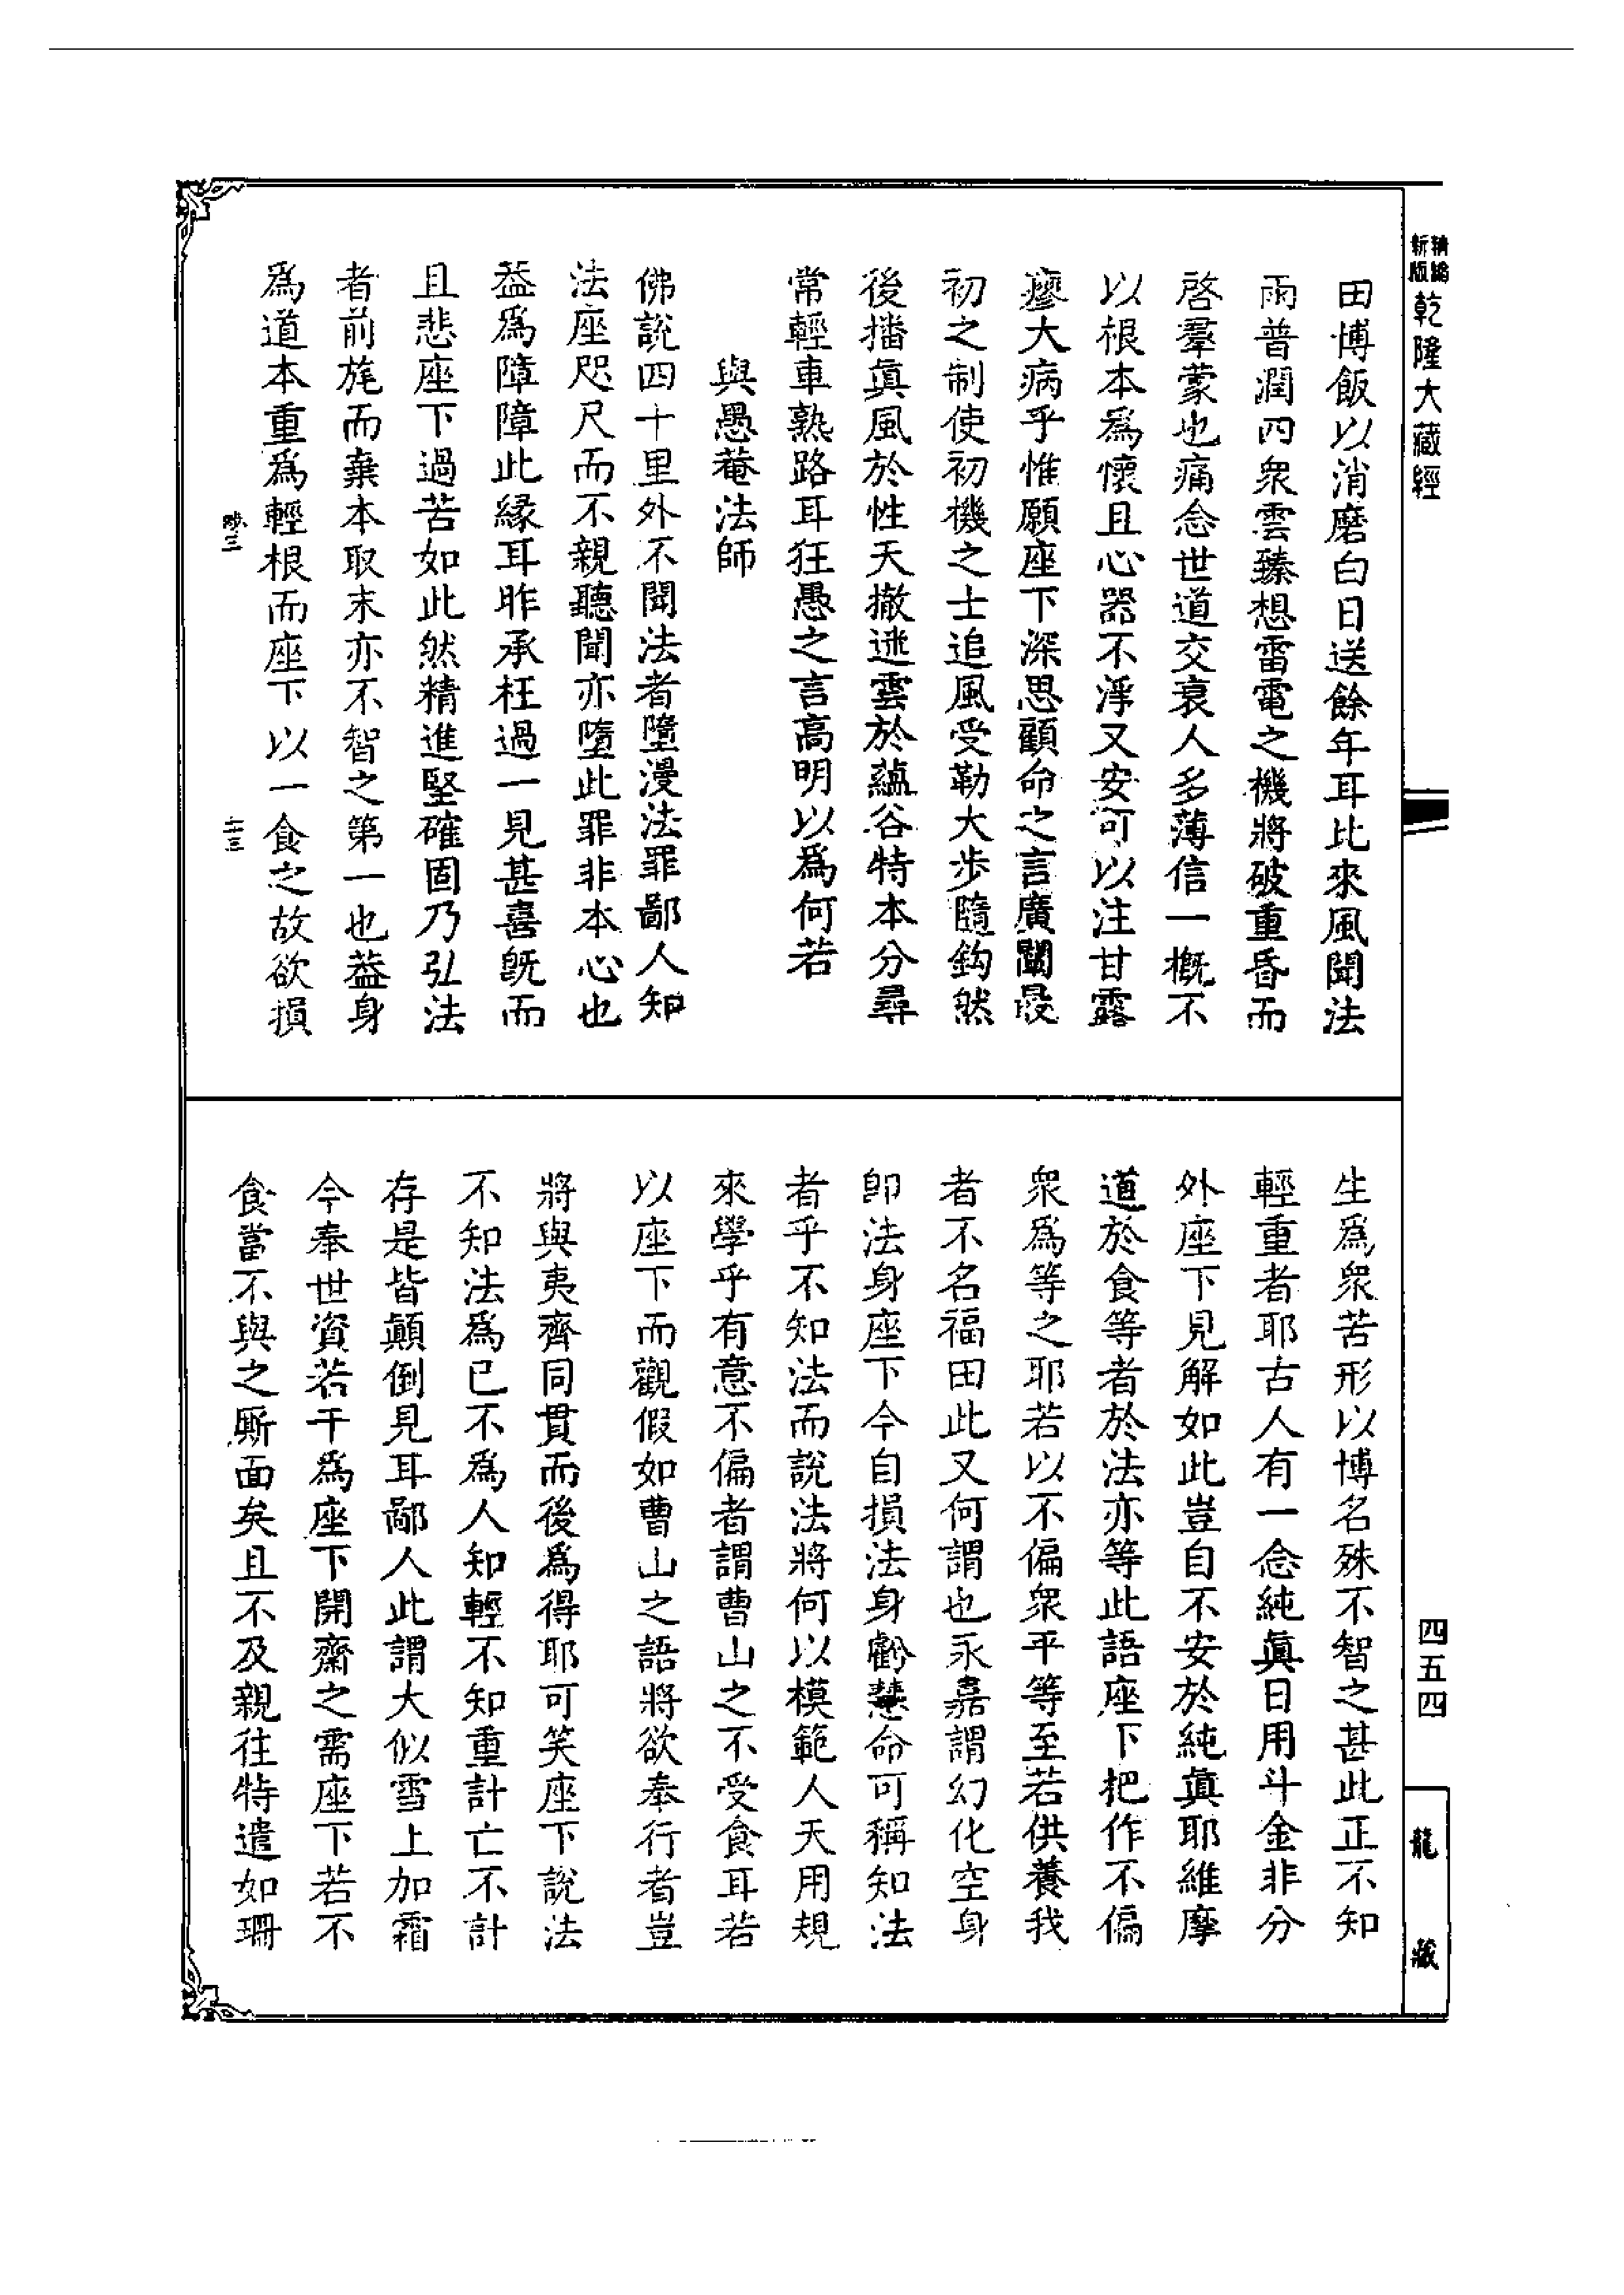 新版精編乾隆大藏經
田博飯以消磨白日送餘年耳比來風聞法
雨普潤四衆雲臻想雷電之機將破重昏而
啓羣蒙也痛念世道交衰人多薄信一概不
以根本爲懷且心器不浮又安可以注甘露
瘳大病乎惟願座下深思顧命之言廣闡最
初之制使初機之士追風受勒大步隨鈎然
後播眞風於性天撤迷雲於蘊谷特本分尋
常輕車熟路耳狂愚之言高明以爲何若
與愚菴法師
佛說四十里外不聞法者墮漫法罪鄙人知
法座咫尺而不親聽聞亦墮此罪非本心也
葢爲障障此緣耳昨承枉過一見甚喜旣而
且悲座下過苦如此然精進堅確固乃弘法
者前旄而棄本取末亦不智之第一也葢身
爲道本重爲輕根而座下以一食之故欲損
三
二十三
生爲衆苦形以博名殊不智之甚此正不知
輕重者耶古人有一念純眞日用斗金非分
外座下見解如此豈自不安於純眞耶維摩
道於食等者於法亦等此語座下把作不偏
衆爲等之耶若以不偏衆平等至若供養我
者不名福田此又何謂也永嘉謂幻化空身
卽法身座下今自損法身虧慧命可稱知法
者乎不知法而說法將何以模範人天用規
來學乎有意不偏者謂曹山之不受食耳若
以座下而觀假如曹山之語將欲奉行者豈
將與夷齊同貫而後爲得耶可笑座下說法
不知法爲已不爲人知輕不知重計亡不計
存是皆顚倒見耳鄙人此謂大似雪上加霜
今奉世資若干爲座下開齋之需座下若不
食當不與之厮面矣且不及親往特遣如珊
四五四
龍藏